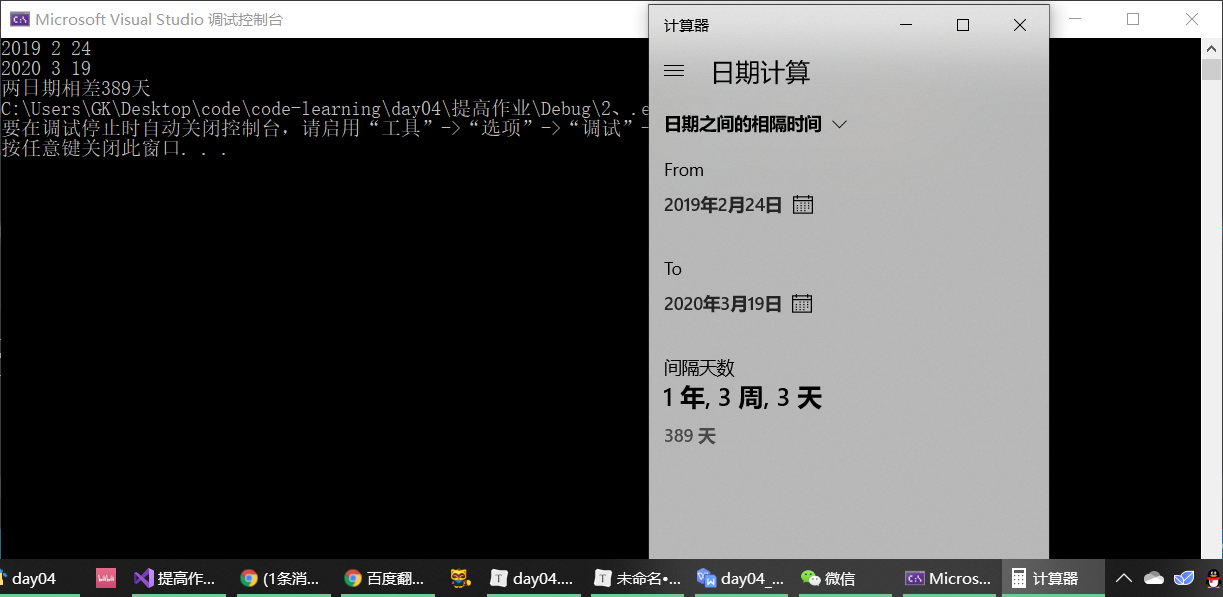 Microsoft Visual Studio 调试控制台
2019 2 24
2020 3 19
两日期相差389天
C:\Users\GK\Desktop\code\code-learning\day04\提高作业\Debug\2、.e
要在调试停止时自动关闭控制台，请启用“工具”->“选项”->“调试”-
按任意键关闭此窗口. . .
计算器
日期计算
日期之间的相隔时间
From
2019年2月24日
To
2020年3月19日
间隔天数
1 年, 3 周, 3 天
389 天
day04 提高作... (1条消... 百度翻... day04.... 未命名•... day04_... 微信 Micros... 计算器